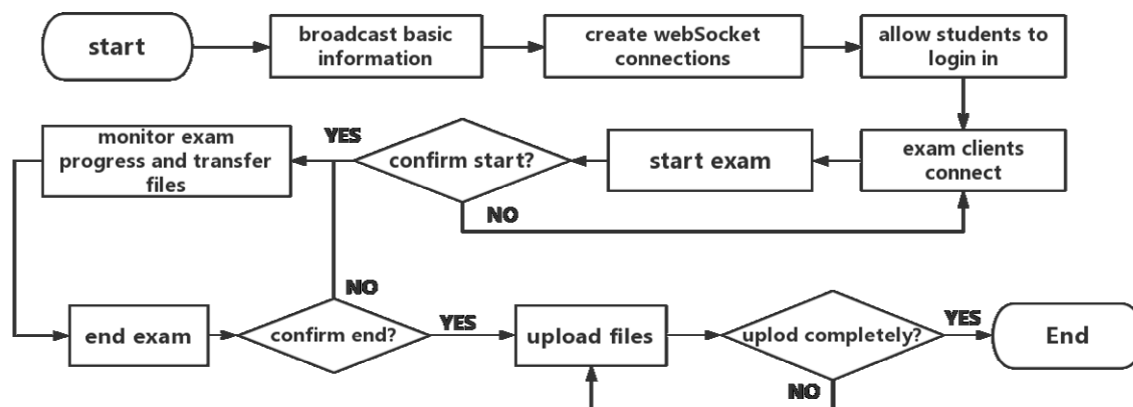 start
broadcast basic
information
create webSocket
connections
allow students to
login in
monitor exam
progress and transfer
files
YES
confirm start?
start exam
exam clients
connect
NO
NO
end exam
confirm end?
YES
upload files
uplod completely?
YES
End
NO